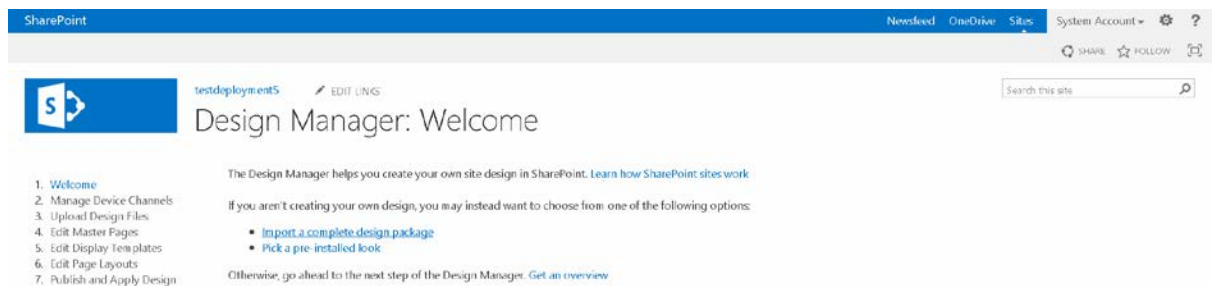 SharePoint
Newsfeed OneDrive Sites System Account ?
SHARE FOLLOW
S
testdeployment5 EDIT LINKS
Search this site
Design Manager: Welcome
The Design Manager helps you create your own site design in SharePoint. Learn how SharePoint sites work
1. Welcome
2. Manage Device Channels
3. Upload Design Files
4. Edit Master Pages
5. Edit Display Templates
6. Edit Page Layouts
7. Publish and Apply Design
If you aren't creating your own design, you may instead want to choose from one of the following options:
• Import a complete design package
• Pick a pre-installed look
Otherwise, go ahead to the next step of the Design Manager. Get an overview